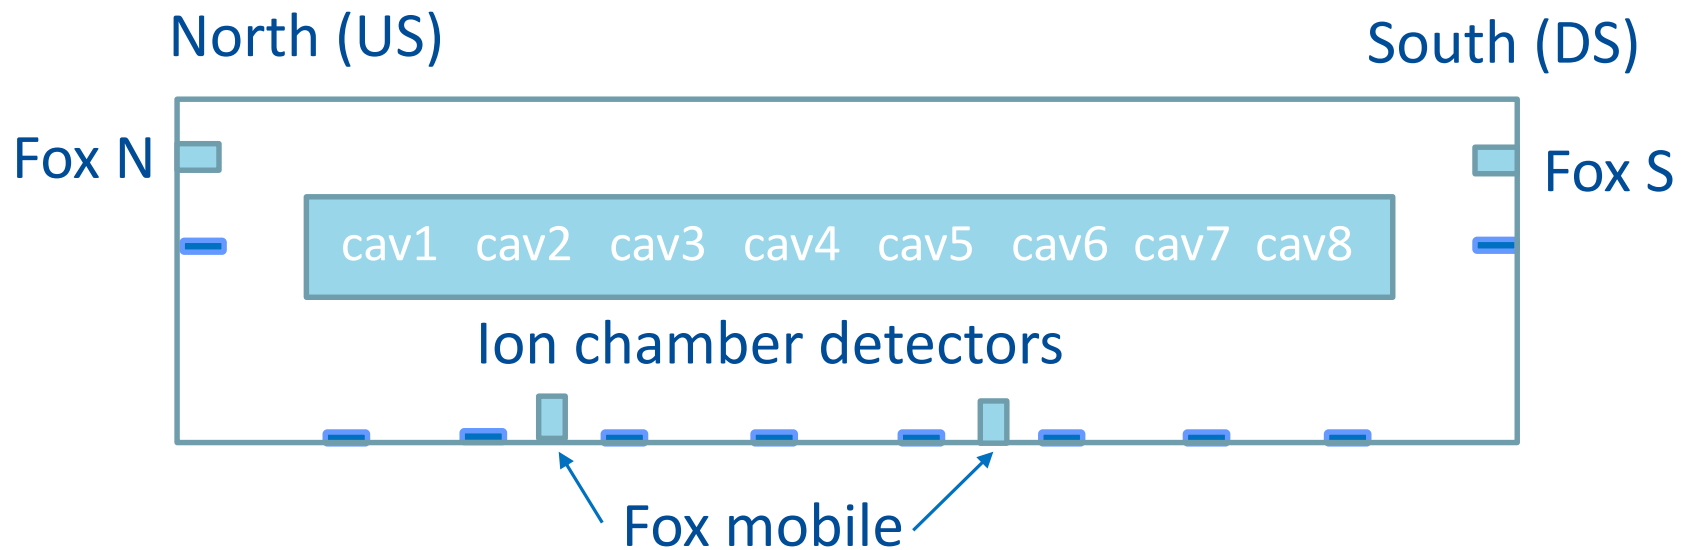 North (US)
South (DS)
Fox N
Fox S
cav1 cav2 cav3 cav4 cav5 cav6 cav7 cav8
Ion chamber detectors
Fox mobile